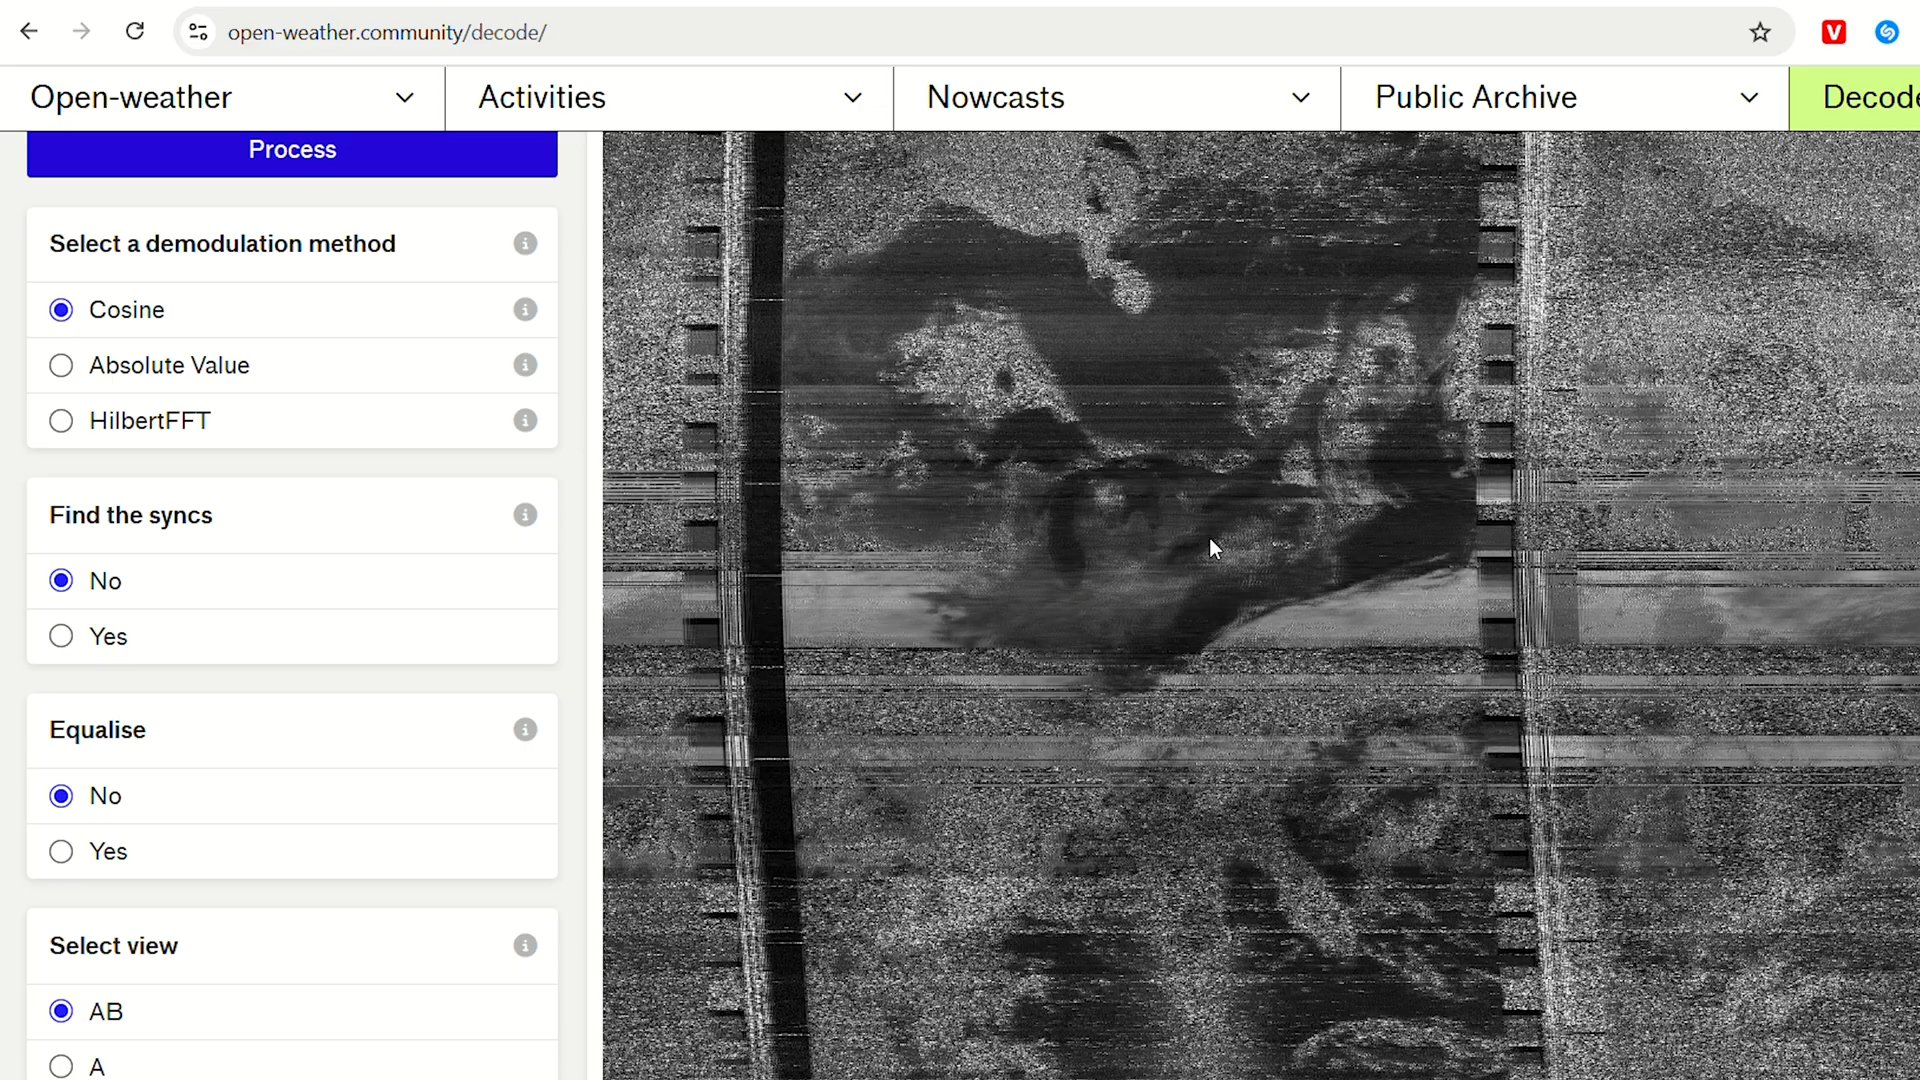 open-weather.community/decode/
Open-weather
Activities
Nowcasts
Public Archive
Decode
Process
Select a demodulation method
Cosine
Absolute Value
HilbertFFT
Find the syncs
No
Yes
Equalise
No
Yes
Select view
AB
A